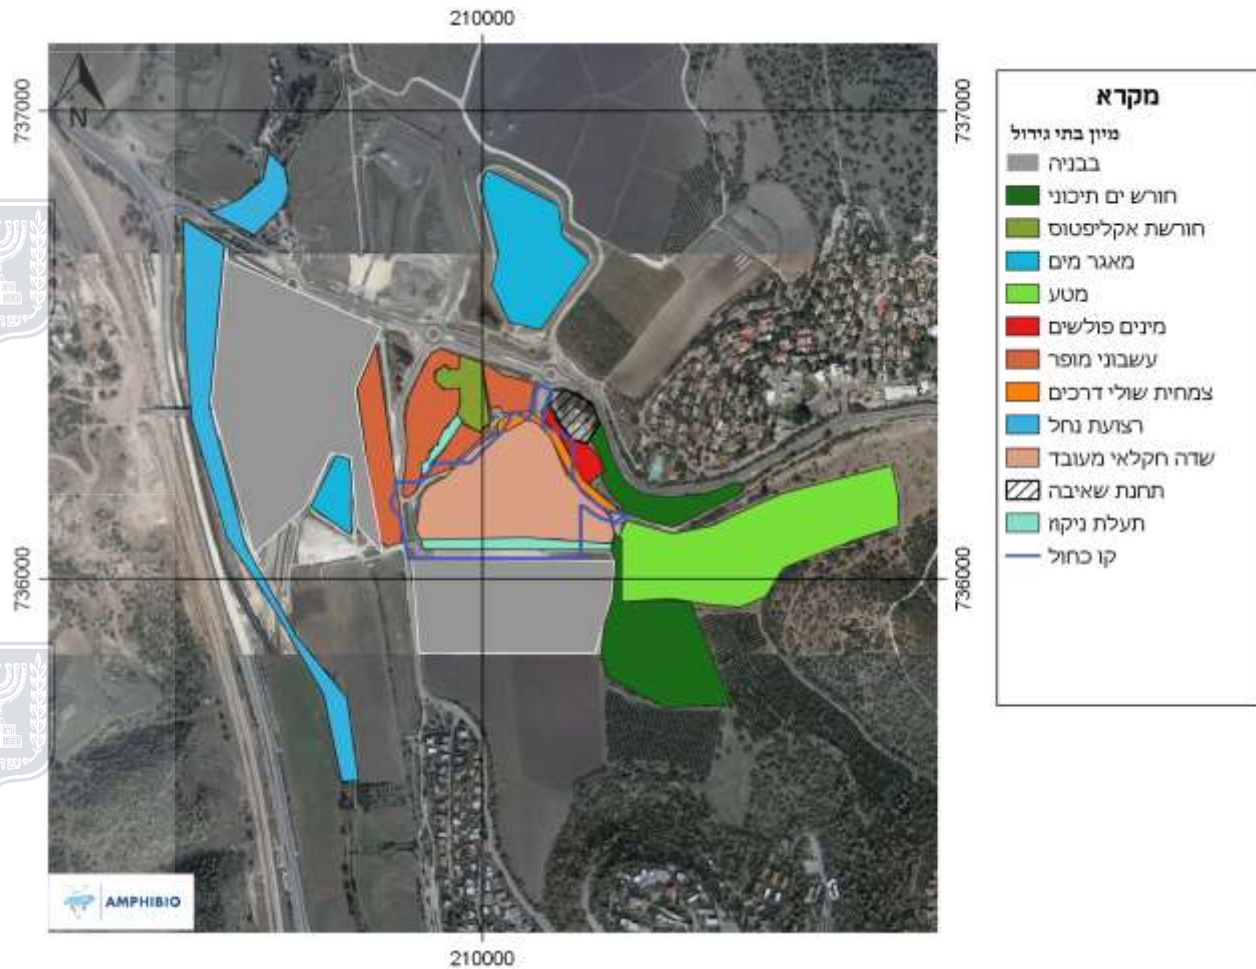 210000
737000
737000
N
736000
736000
210000
AMPHIBIO
מקרא
מיון בתי גידול
בבניה
חורש ים תיכוני
חורשת אקליפטוס
מאגר מים
מטע
מינים פולשים
עשבוני מופר
צמחית שולי דרכים
רצועת נחל
שדה חקלאי מעובד
תחנת שאיבה
תעלת ניקוז
קו כחול